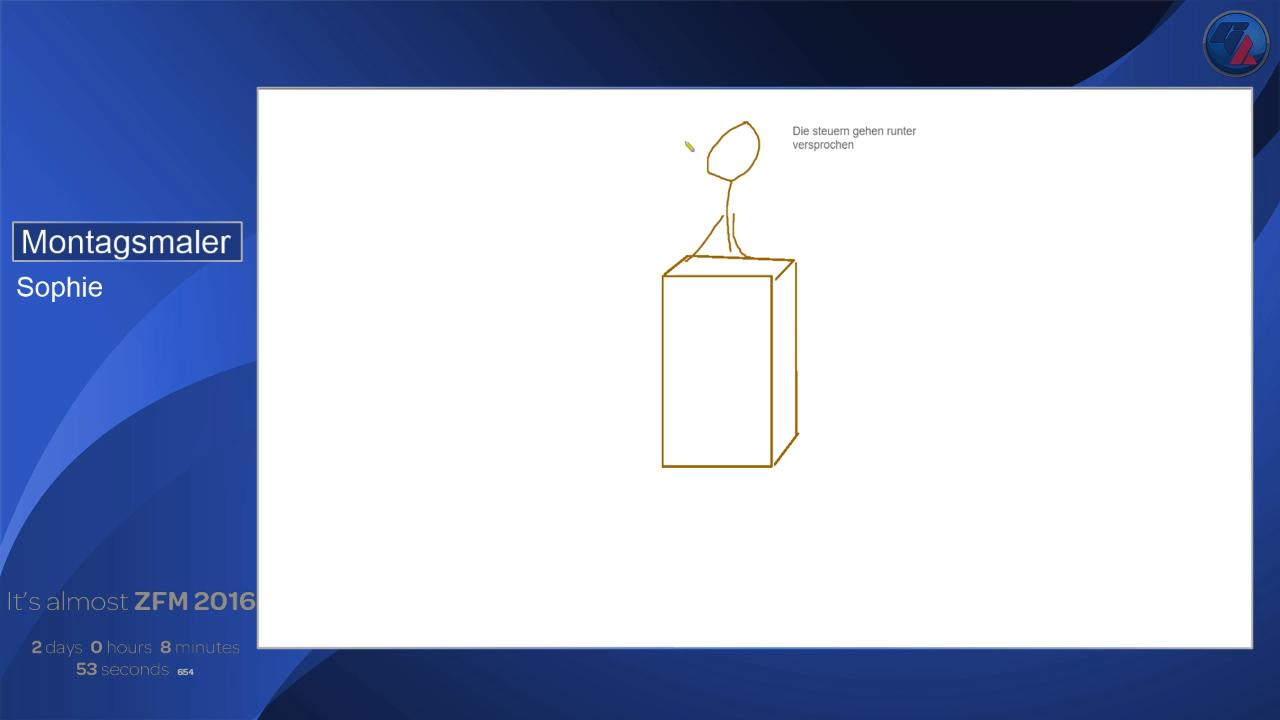 Die steuern gehen runter
versprochen
Montagsmaler
Sophie
It's almost ZFM 2016
2 days 0 hours 8 minutes
53 seconds 654